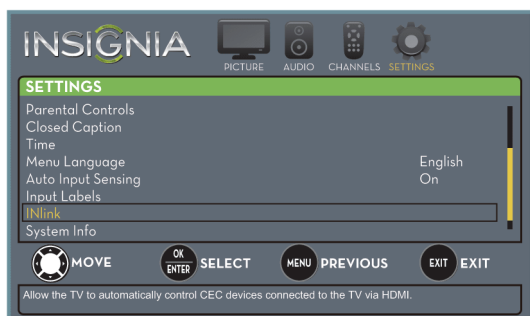 INSIGNIA
PICTURE AUDIO CHANNELS SETTINGS
SETTINGS
Parental Controls
Closed Caption
Time
Menu Language English
Auto Input Sensing On
Input Labels
INlink
System Info
MOVE OK ENTER SELECT MENU PREVIOUS EXIT EXIT
Allow the TV to automatically control CEC devices connected to the TV via HDMI.